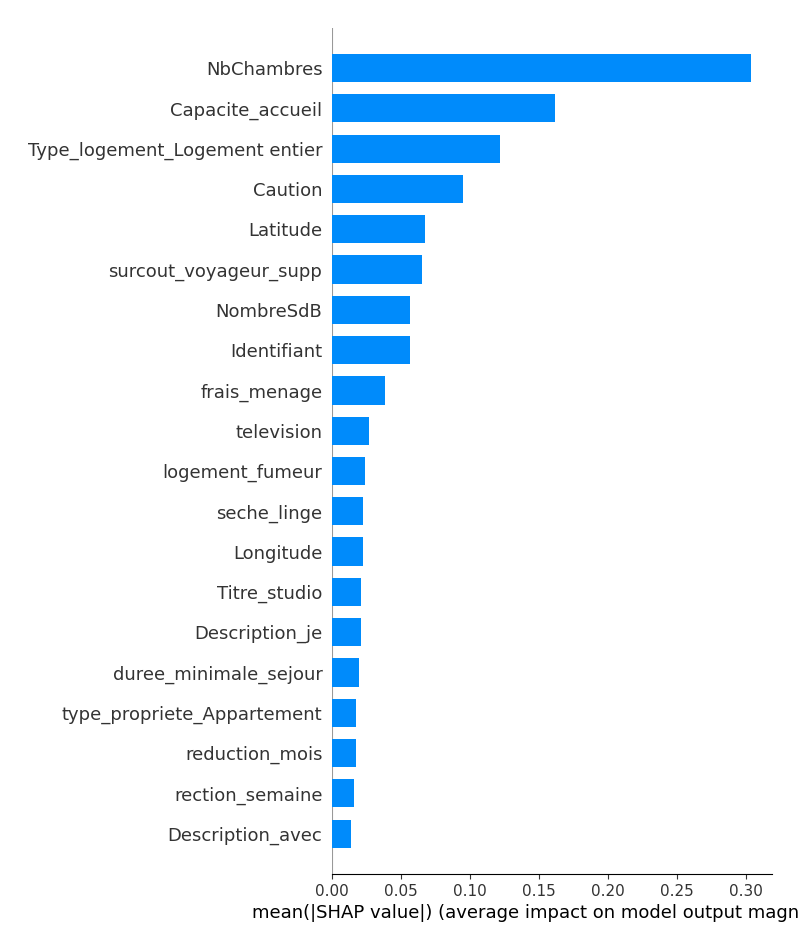 NbChambres
Capacite_accueil
Type_logement_Logement entier
Caution
Latitude
surcout_voyageur_supp
NombreSdB
Identifiant
frais_menage
television
logement_fumeur
seche_linge
Longitude
Titre_studio
Description_je
duree_minimale_sejour
type_propriete_Appartement
reduction_mois
rection_semaine
Description_avec
0.00 0.05 0.10 0.15 0.20 0.25 0.30
mean(|SHAP value|) (average impact on model output magn